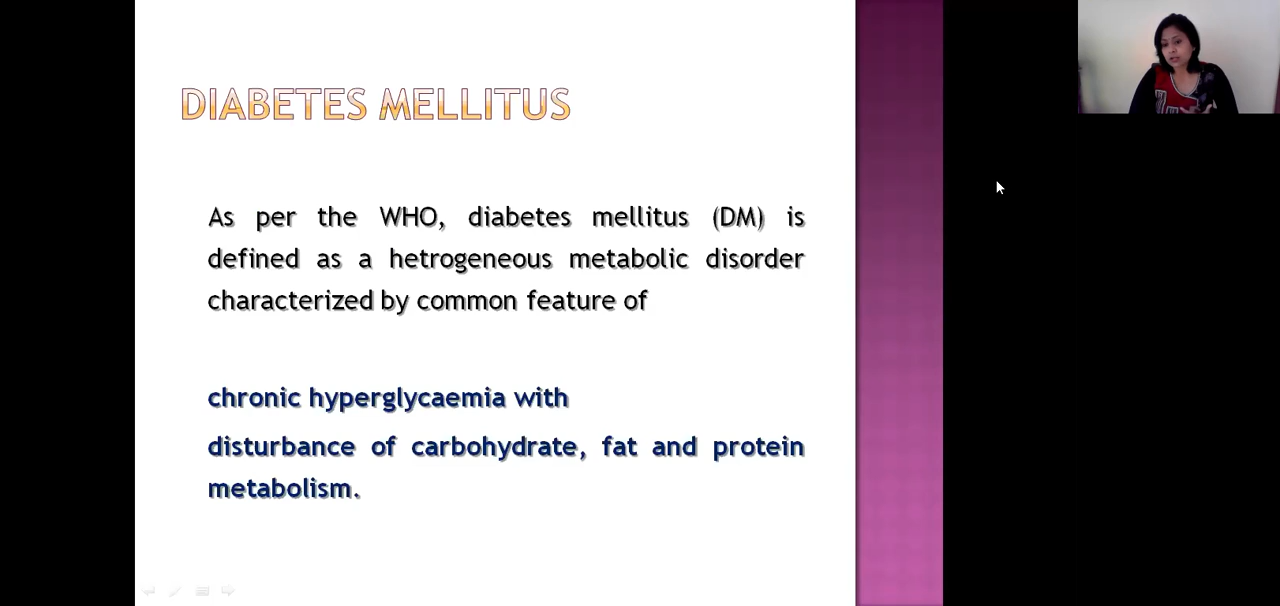 DIABETES MELLITUS
As per the WHO, diabetes mellitus (DM) is
defined as a hetrogeneous metabolic disorder
characterized by common feature of
chronic hyperglycaemia with
disturbance of carbohydrate, fat and protein
metabolism.